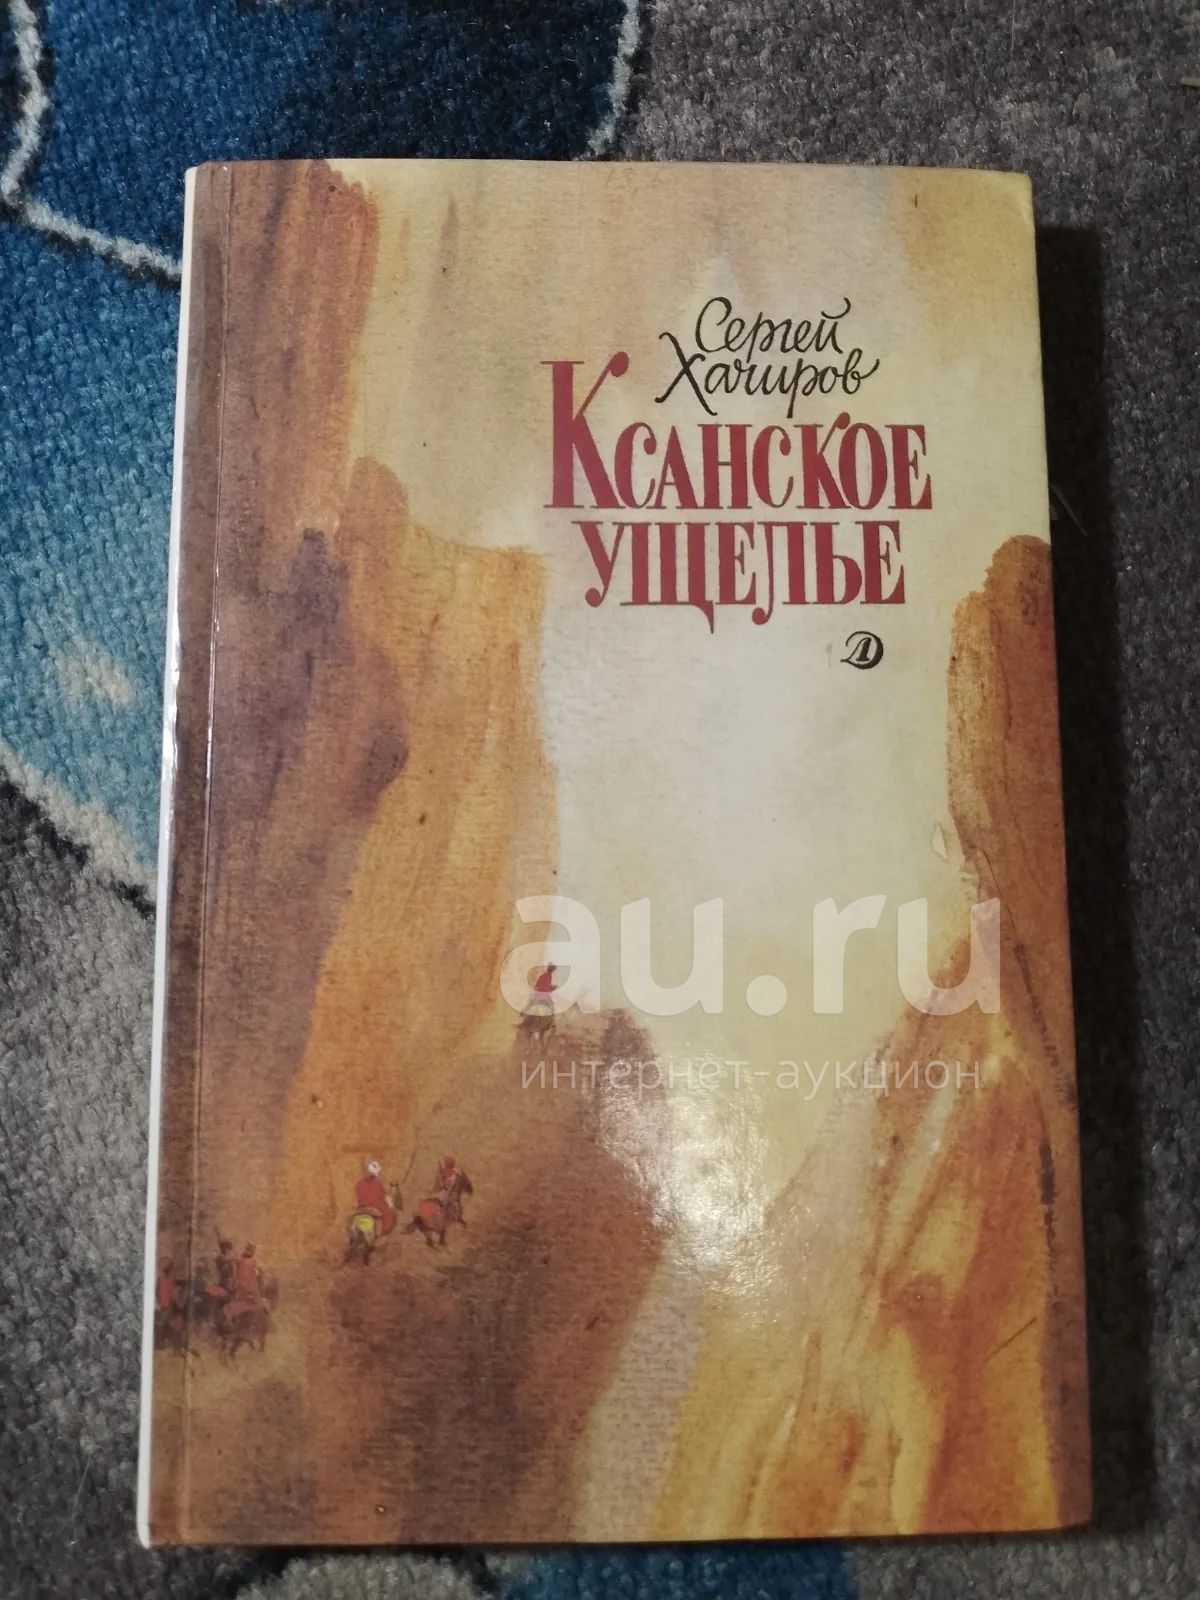 Сергей
Хачиров
Ксанское
ущелье
au.ru
интернет-аукцион